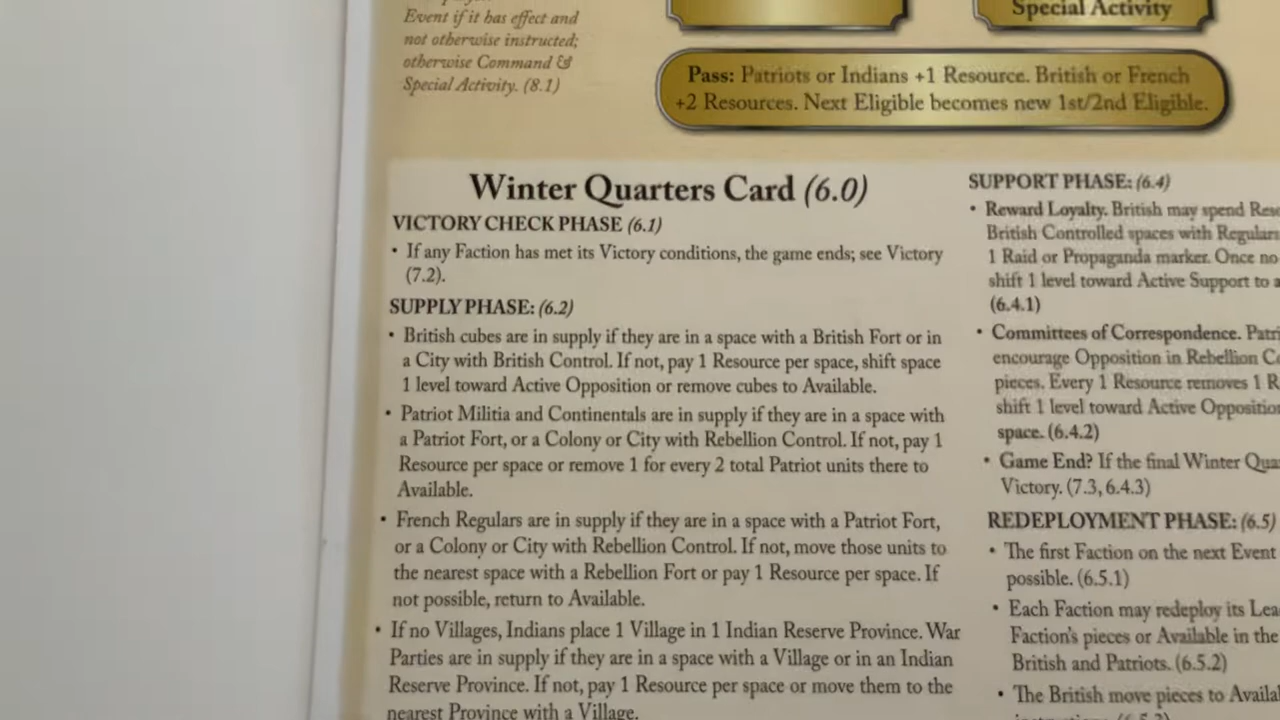 Event if it has effect and
not otherwise instructed;
otherwise Command &
Special Activity. (8.1)
Special Activity
Pass: Patriots or Indians +1 Resource. British or French
+2 Resources. Next Eligible becomes new 1st/2nd Eligible.
Winter Quarters Card (6.0)
VICTORY CHECK PHASE (6.1)
• If any Faction has met its Victory conditions, the game ends; see Victory
(7.2).
SUPPLY PHASE: (6.2)
• British cubes are in supply if they are in a space with a British Fort or in
a City with British Control. If not, pay 1 Resource per space, shift space
1 level toward Active Opposition or remove cubes to Available.
• Patriot Militia and Continentals are in supply if they are in a space with
a Patriot Fort, or a Colony or City with Rebellion Control. If not, pay 1
Resource per space or remove 1 for every 2 total Patriot units there to
Available.
• French Regulars are in supply if they are in a space with a Patriot Fort,
or a Colony or City with Rebellion Control. If not, move those units to
the nearest space with a Rebellion Fort or pay 1 Resource per space. If
not possible, return to Available.
• If no Villages, Indians place 1 Village in 1 Indian Reserve Province. War
Parties are in supply if they are in a space with a Village or in an Indian
Reserve Province. If not, pay 1 Resource per space or move them to the
nearest Province with a Village.
SUPPORT PHASE: (6.4)
• Reward Loyalty. British may spend
British Controlled spaces with Regulars
1 Raid or Propaganda marker. Once no
shift 1 level toward Active Support to
(6.4.1)
• Committees of Correspondence.
encourage Opposition in Rebellion
pieces. Every 1 Resource removes 1
shift 1 level toward Active Opposition
space. (6.4.2)
• Game End? If the final Winter
Victory. (7.3, 6.4.3)
REDEPLOYMENT PHASE: (6.5)
• The first Faction on the next Event
possible. (6.5.1)
• Each Faction may redeploy its
Faction's pieces or Available in the
British and Patriots. (6.5.2)
• The British move pieces to